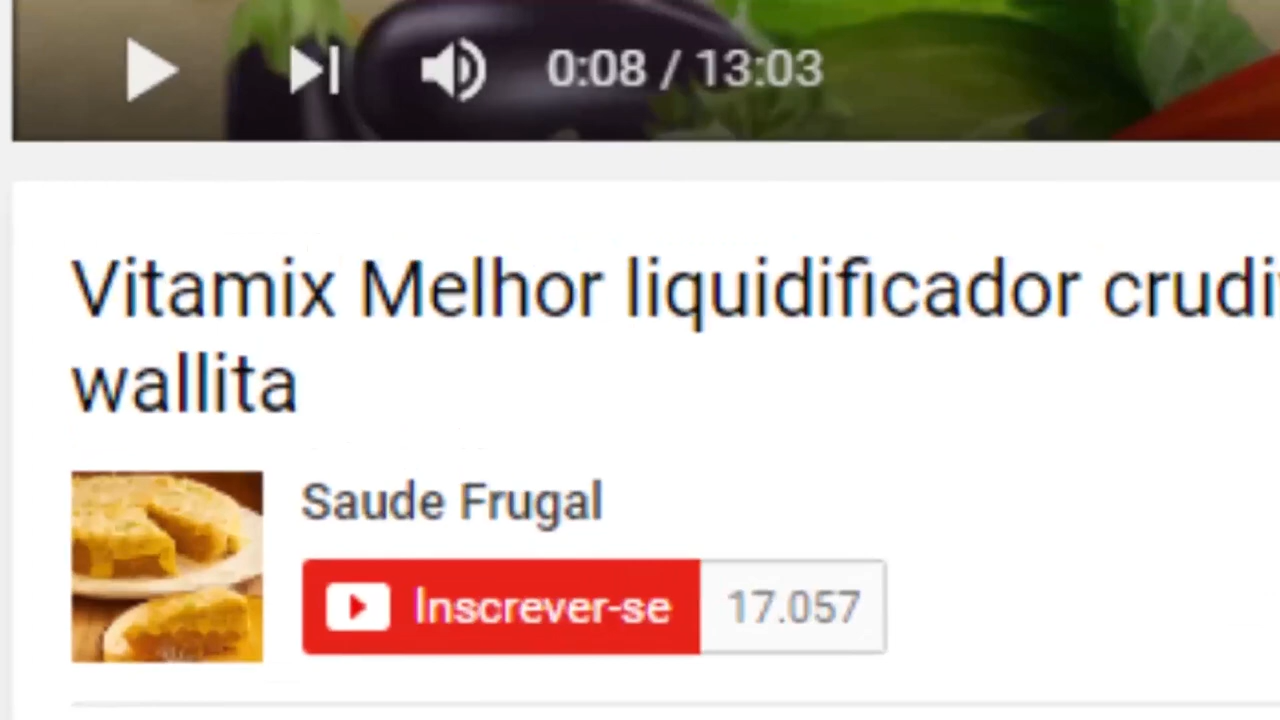 0:08 / 13:03
Vitamix Melhor liquidificador
wallita
Saude Frugal
Inscrever-se 17.057